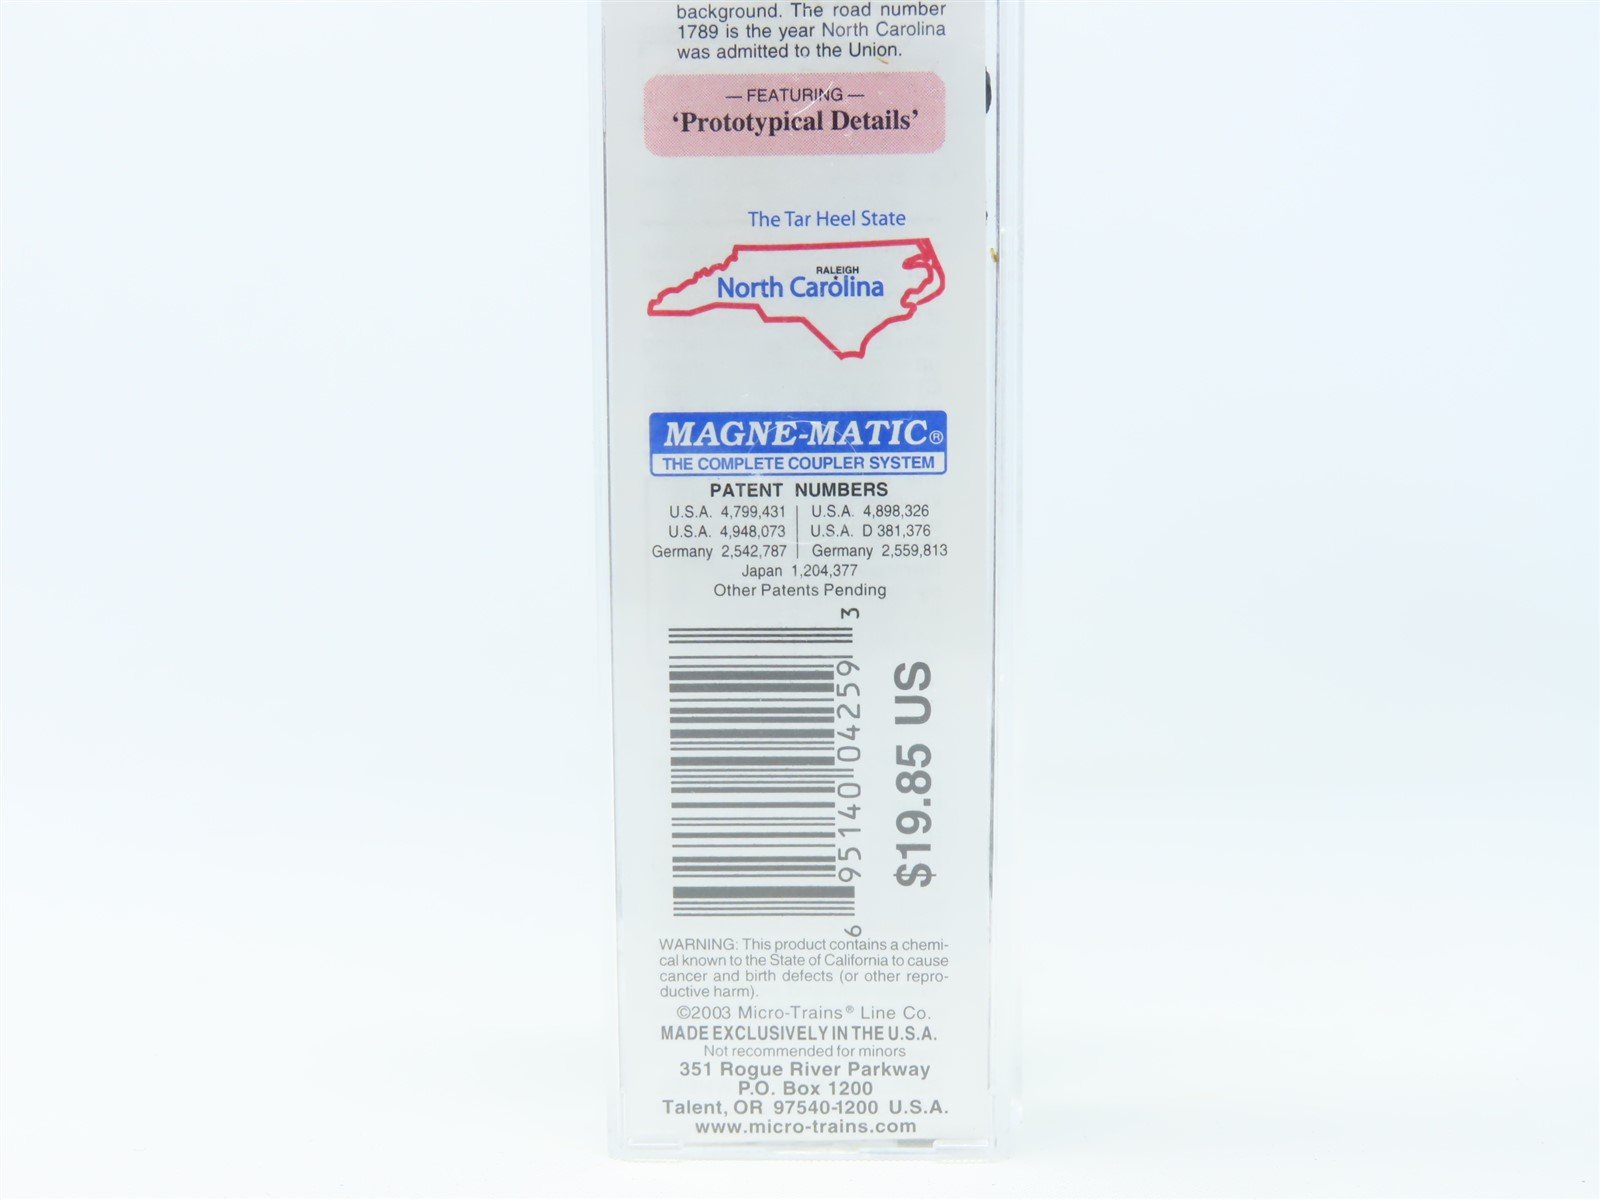 background. The road number
1789 is the year North Carolina
was admitted to the Union.
— FEATURING —
‘Prototypical Details’
The Tar Heel State
RALEIGH
North Carolina
MAGNE-MATIC®
THE COMPLETE COUPLER SYSTEM
PATENT NUMBERS
U.S.A. 4,799,431 | U.S.A. 4,898,326
U.S.A. 4,948,073 | U.S.A. D 381,376
Germany 2,542,787 | Germany 2,559,813
Japan 1,204,377
Other Patents Pending
6 95140 04259 3
$19.85 US
WARNING: This product contains a chemi-
cal known to the State of California to cause
cancer and birth defects (or other repro-
ductive harm).
©2003 Micro-Trains® Line Co.
MADE EXCLUSIVELY IN THE U.S.A.
Not recommended for minors
351 Rogue River Parkway
P.O. Box 1200
Talent, OR 97540-1200 U.S.A.
www.micro-trains.com